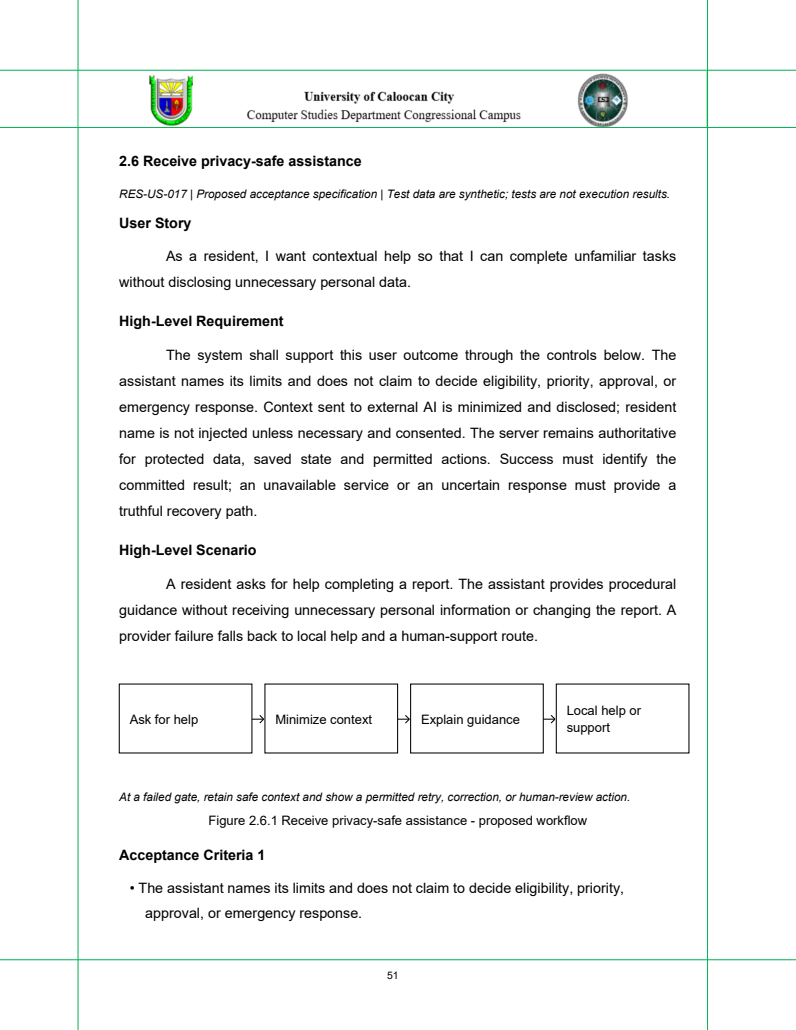 University of Caloocan City
Computer Studies Department Congressional Campus
2.6 Receive privacy-safe assistance
RES-US-017 | Proposed acceptance specification | Test data are synthetic; tests are not execution results.
User Story
As a resident, I want contextual help so that I can complete unfamiliar tasks
without disclosing unnecessary personal data.
High-Level Requirement
The system shall support this user outcome through the controls below. The
assistant names its limits and does not claim to decide eligibility, priority, approval, or
emergency response. Context sent to external AI is minimized and disclosed; resident
name is not injected unless necessary and consented. The server remains authoritative
for protected data, saved state and permitted actions. Success must identify the
committed result; an unavailable service or an uncertain response must provide a
truthful recovery path.
High-Level Scenario
A resident asks for help completing a report. The assistant provides procedural
guidance without receiving unnecessary personal information or changing the report. A
provider failure falls back to local help and a human-support route.
Ask for help
Minimize context
Explain guidance
Local help or
support
At a failed gate, retain safe context and show a permitted retry, correction, or human-review action.
Figure 2.6.1 Receive privacy-safe assistance - proposed workflow
Acceptance Criteria 1
• The assistant names its limits and does not claim to decide eligibility, priority,
approval, or emergency response.
51